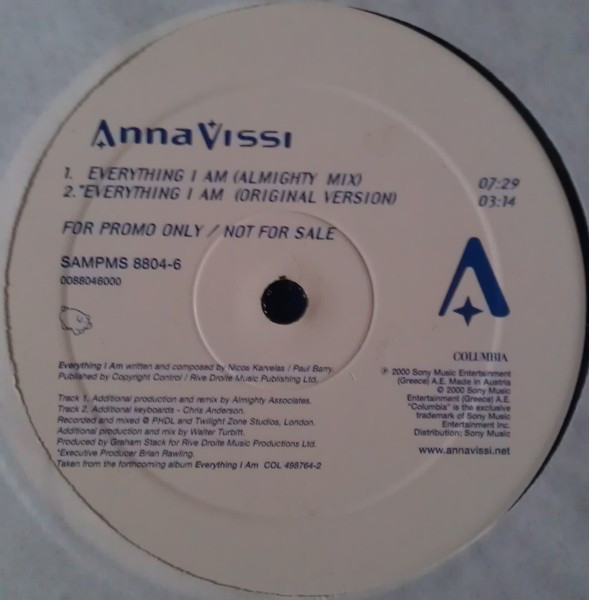 AnnaVissi
1. EVERYTHING I AM (ALMIGHTY MIX) 07:29
2.*EVERYTHING I AM (ORIGINAL VERSION) 03:14
FOR PROMO ONLY / NOT FOR SALE
SAMPMS 8804-6
0088046000
Everything I Am written and composed by Nicos Karvelas / Paul Barry.
Published by Copyright Control / Rive Droite Music Publishing Ltd.
Track 1. Additional production and remix by Almighty Associates.
Track 2. Additional keyboards - Chris Anderson.
Recorded and mixed @ PHDL and Twilight Zone Studios, London.
Additional production and mix by Walter Turbitt.
Produced by Graham Stack for Rive Droite Music Productions Ltd.
*Executive Producer Brian Rawling.
Taken from the forthcoming album Everything I Am COL 498764-2
COLUMBIA
℗ 2000 Sony Music Entertainment
(Greece) A.E. Made in Austria
© 2000 Sony Music
Entertainment (Greece) A.E.
"Columbia" is the exclusive
trademark of Sony Music
Entertainment Inc.
Distribution: Sony Music
www.annavissi.net